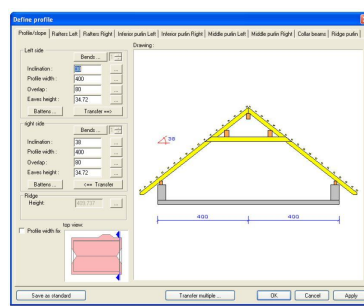 Define profile
Profile/slope Rafters Left Rafters Right Interior purlin Left Interior purlin Right Middle purlin Left Middle purlin Right Collar beams Ridge purlin
Left side
Bends ...
Inclination : 38 ...
Profile width : 400 ...
Overlap : 80 ...
Eaves height : 34.72 ...
Battens ... Transfer ==>
right side
Bends ...
Inclination : 38 ...
Profile width : 400 ...
Overlap : 80 ...
Eaves height : 34.72 ...
Battens ... <== Transfer
Ridge
Height: ...
Profile width fix
top view:
Drawing :
38
400 400
Save as standard Transfer multiple ... OK Cancel Apply